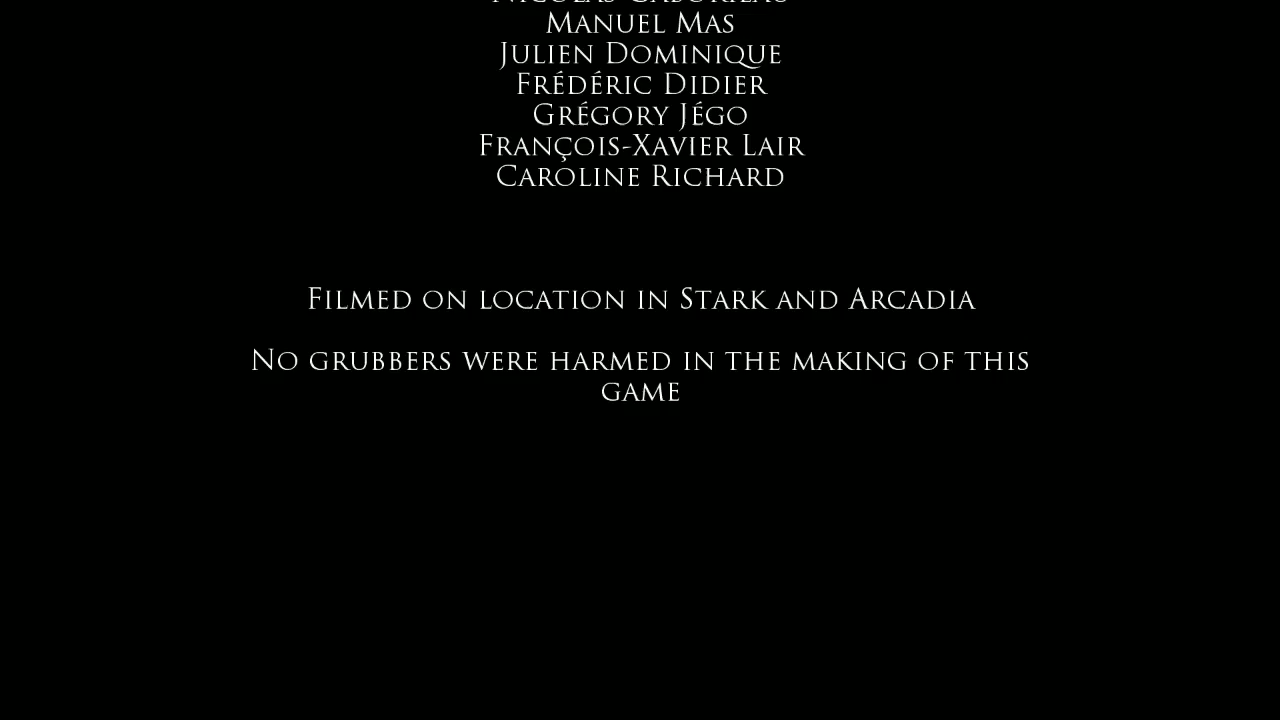 Manuel Mas
Julien Dominique
Frédéric Didier
Grégory Jégo
François-Xavier Lair
Caroline Richard
Filmed on location in Stark and Arcadia
No grubbers were harmed in the making of this
game